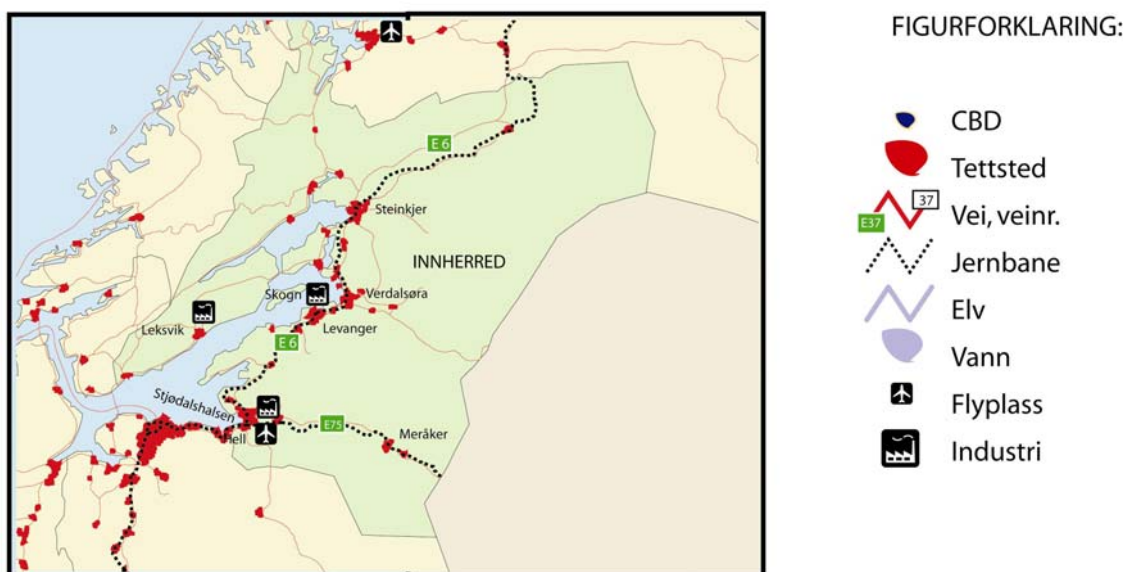 FIGURFORKLARING:
CBD
Tettsted
E37 37 Vei, veinr.
Jernbane
Elv
Vann
Flyplass
Industri
E 6
Steinkjer
INNHERRED
Skogn
Verdalsøra
Leksvik
Levanger
E 6
Stjødalshalsen
E75
Hell
Meråker